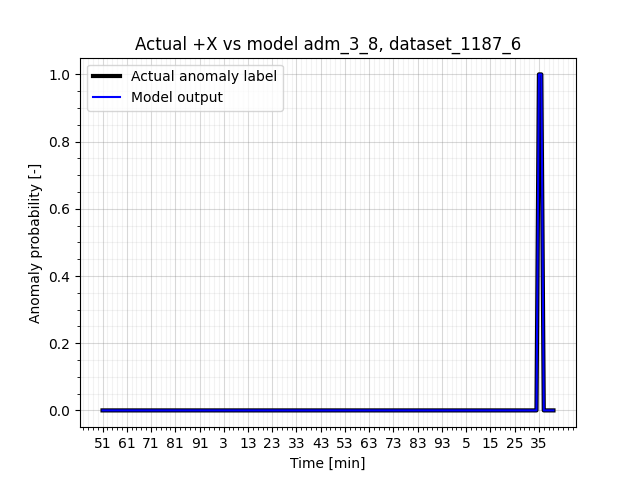 Actual +X vs model adm_3_8, dataset_1187_6
Actual anomaly label
Model output
Anomaly probability [-]
1.0
0.8
0.6
0.4
0.2
0.0
51 61 71 81 91 3 13 23 33 43 53 63 73 83 93 5 15 25 35
Time [min]